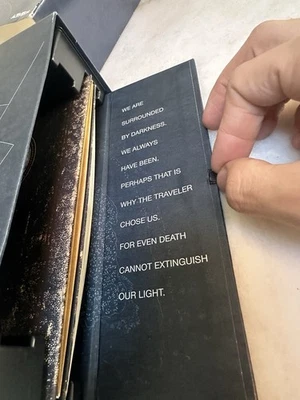 WE ARE
SURROUNDED
BY DARKNESS.
WE ALWAYS
HAVE BEEN.
PERHAPS THAT IS
WHY THE TRAVELER
CHOSE US.
FOR EVEN DEATH
CANNOT EXTINGUISH
OUR LIGHT.